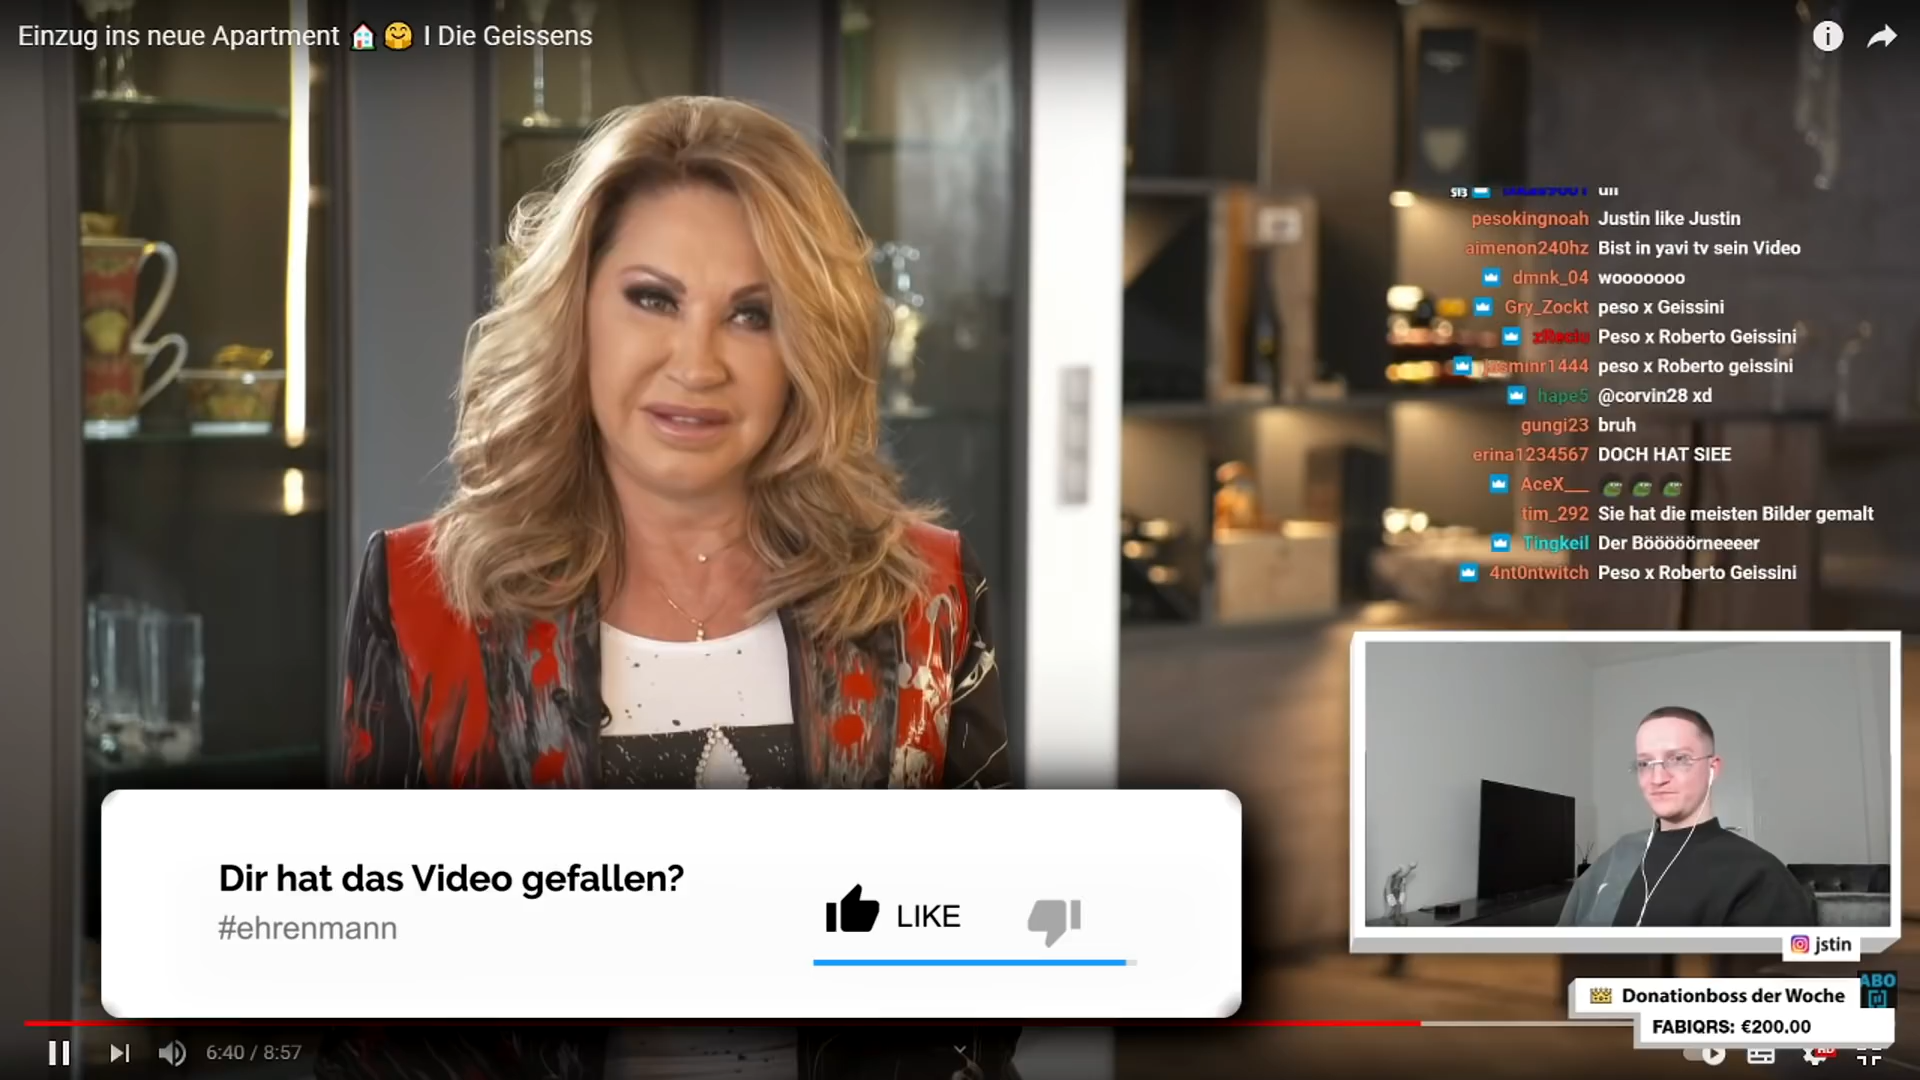 Einzug ins neue Apartment 🏠🤗 I Die Geissens
pesokingnoah Justin like Justin
aimenon240hz Bist in yavi tv sein Video
dmnk_04 wooooooo
Gry_Zockt peso x Geissini
Peso x Roberto Geissini
jasminr1444 peso x Roberto geissini
hape5 @corvin28 xd
gungi23 bruh
erina1234567 DOCH HAT SIEE
AceX___
tim_292 Sie hat die meisten Bilder gemalt
Tingkeil Der Bööööörneeeer
4nt0ntwitch Peso x Roberto Geissini
Dir hat das Video gefallen?
#ehrenmann
LIKE
jstin
ABO
Donationboss der Woche
FABIQRS: €200.00
6:40 / 8:57
HD